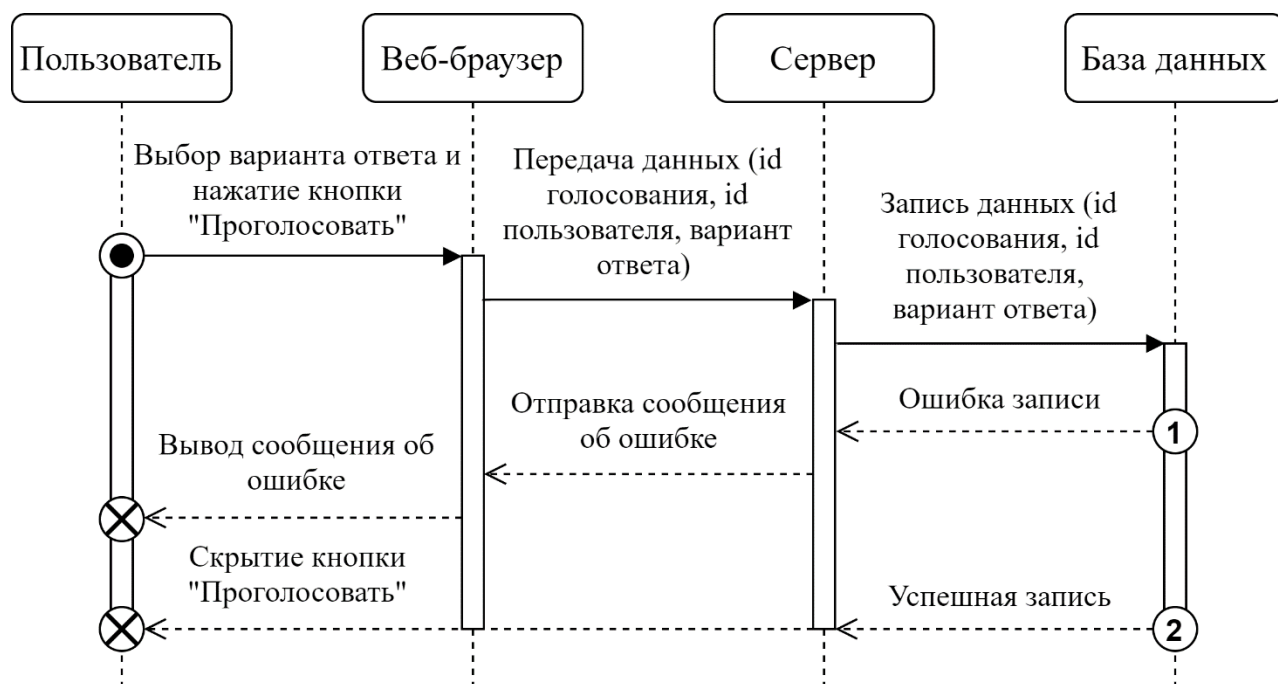 Пользователь
Веб-браузер
Сервер
База данных
Выбор варианта ответа и
нажатие кнопки
"Проголосовать"
Передача данных (id
голосования, id
пользователя, вариант
ответа)
Запись данных (id
голосования, id
пользователя,
вариант ответа)
Ошибка записи
1
Отправка сообщения
об ошибке
Вывод сообщения об
ошибке
Скрытие кнопки
"Проголосовать"
Успешная запись
2